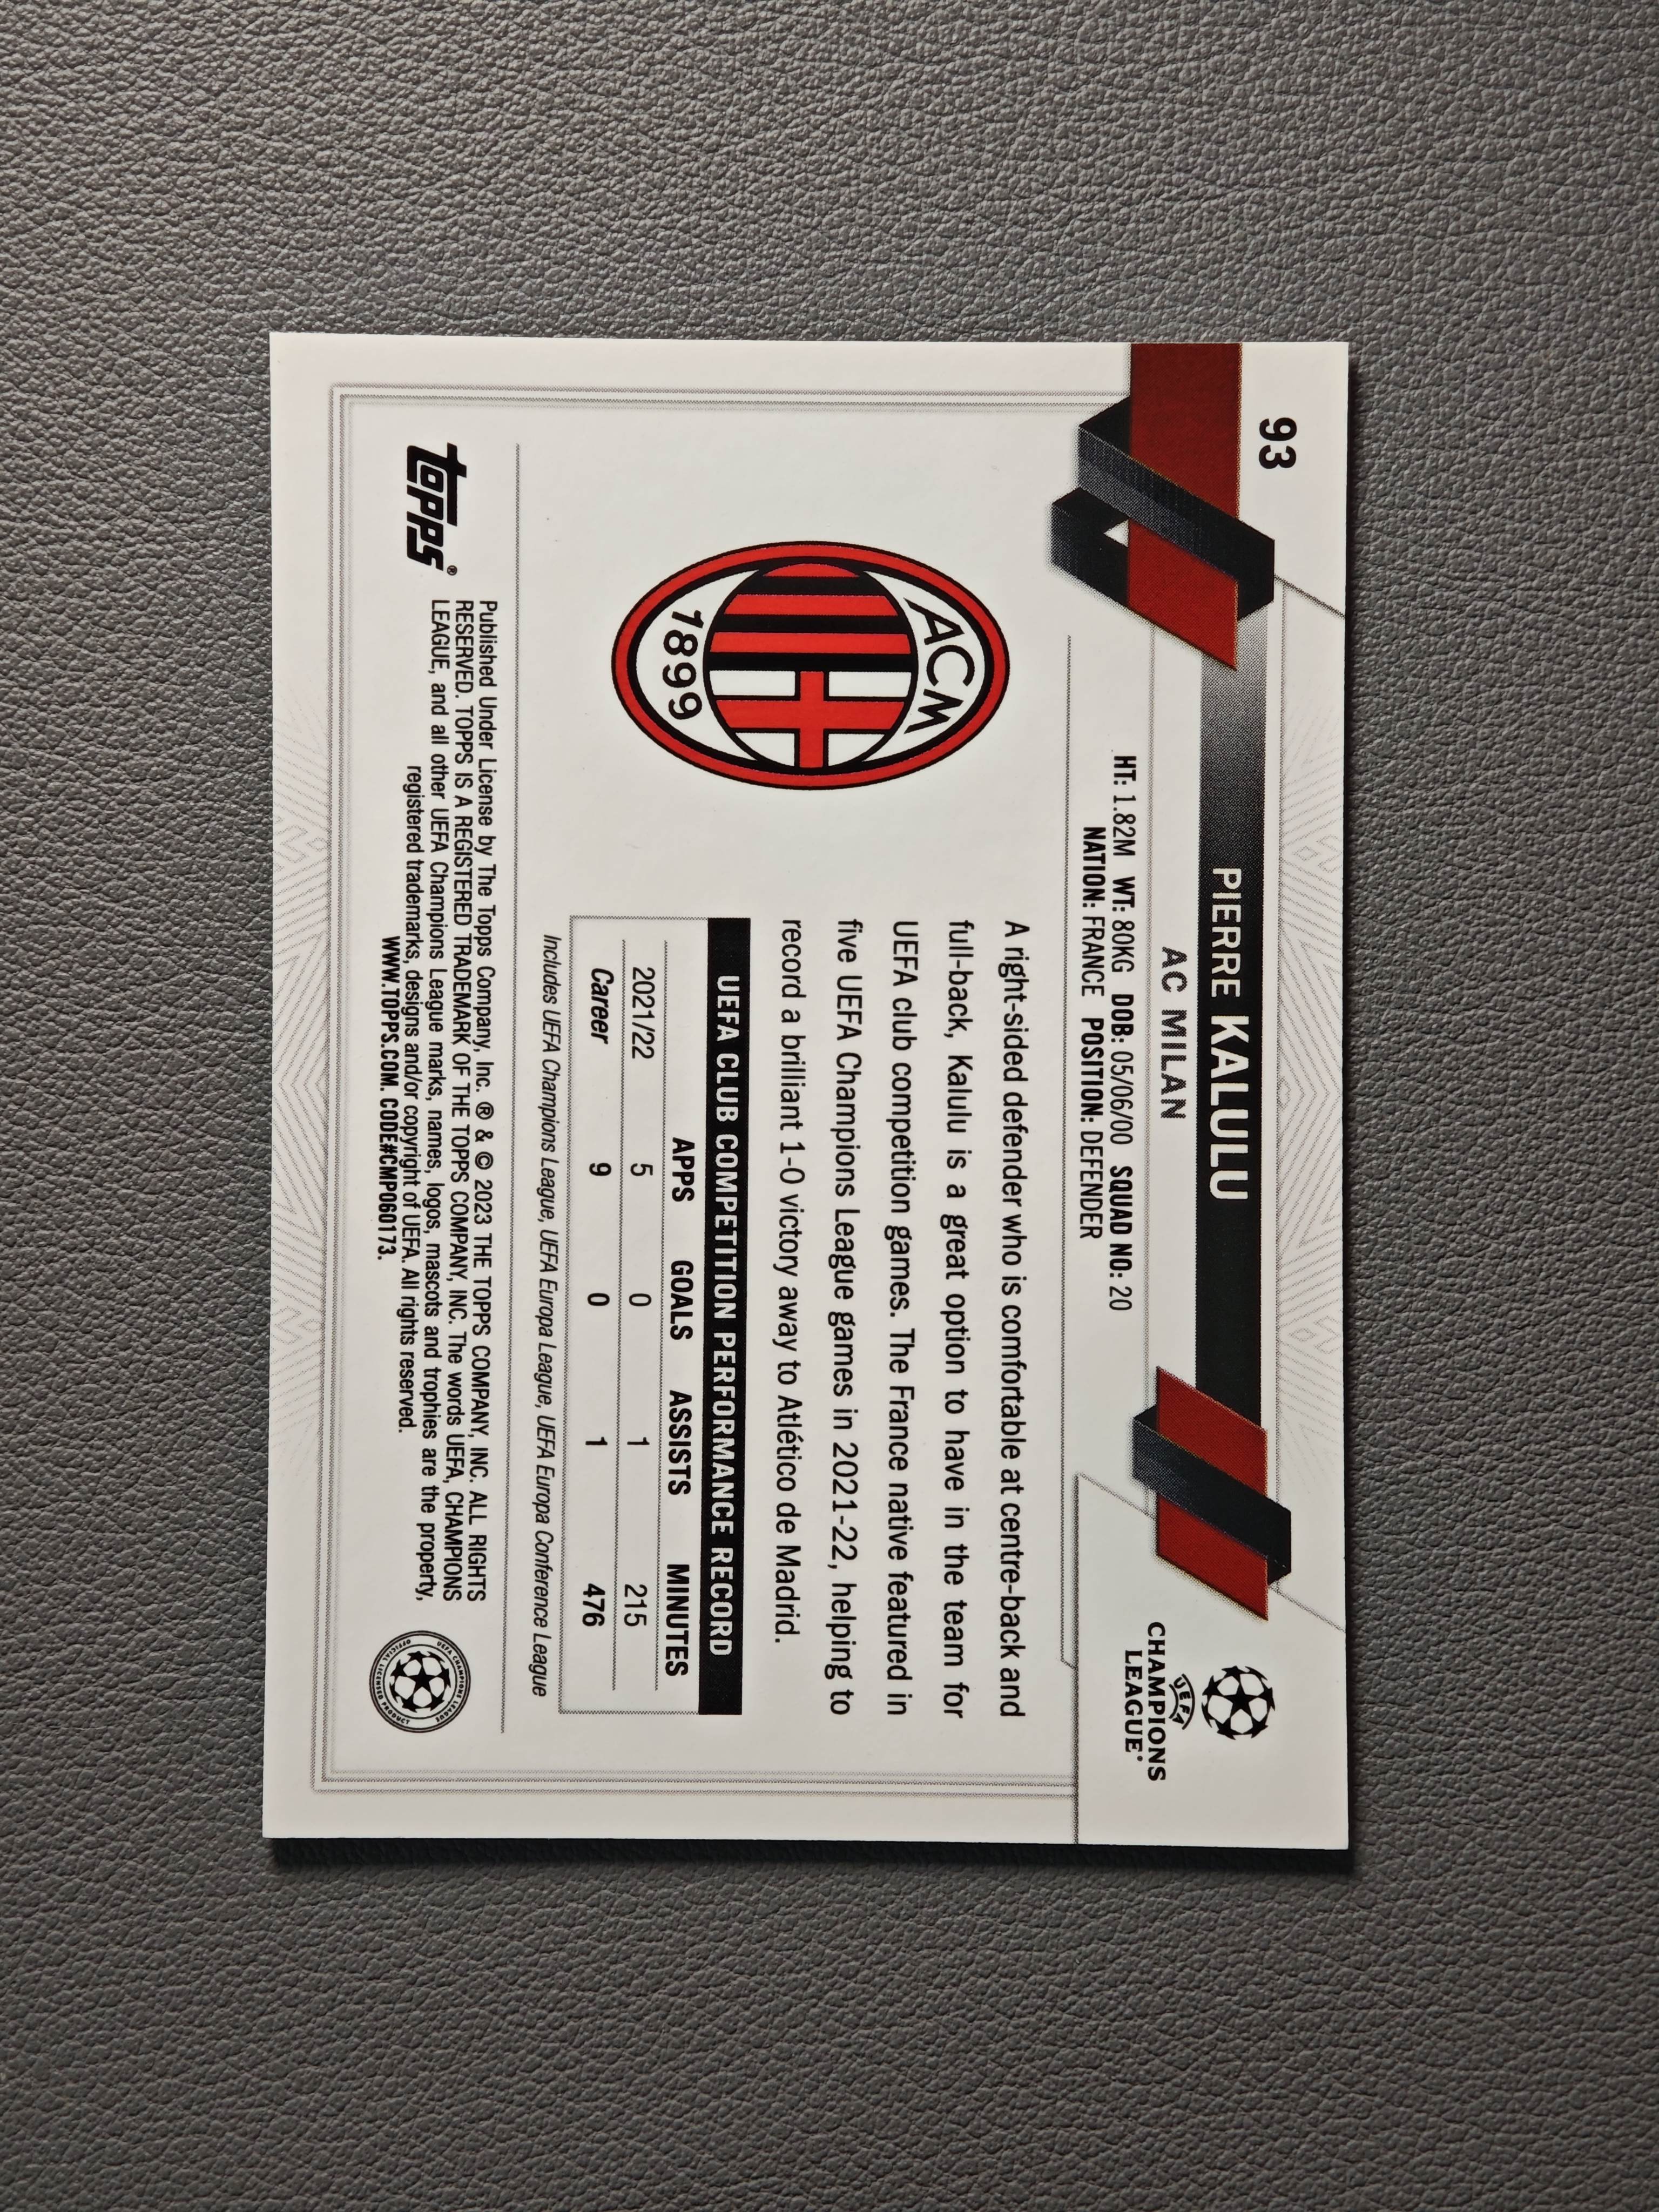 93
PIERRE KALULU
AC MILAN
HT: 1.82M WT: 80KG DOB: 05/06/00 SQUAD NO: 20
NATION: FRANCE POSITION: DEFENDER
CHAMPIONS
UEFA
LEAGUE®
ACM
1899
A right-sided defender who is comfortable at centre-back and
full-back, Kalulu is a great option to have in the team for
UEFA club competition games. The France native featured in
five UEFA Champions League games in 2021-22, helping to
record a brilliant 1-0 victory away to Atlético de Madrid.
UEFA CLUB COMPETITION PERFORMANCE RECORD
APPS GOALS ASSISTS MINUTES
2021/22 5 0 1 215
Career 9 0 1 476
Includes UEFA Champions League, UEFA Europa League, UEFA Europa Conference League
topps®
Published Under License by The Topps Company, Inc. ® & © 2023 THE TOPPS COMPANY, INC. ALL RIGHTS
RESERVED. TOPPS IS A REGISTERED TRADEMARK OF THE TOPPS COMPANY, INC. The words UEFA, CHAMPIONS
LEAGUE, and all other UEFA Champions League marks, names, logos, mascots and trophies are the property,
registered trademarks, designs and/or copyright of UEFA. All rights reserved.
WWW.TOPPS.COM. CODE#CMP060173.
UEFA CHAMPIONS LEAGUE
OFFICIAL LICENSED PRODUCT